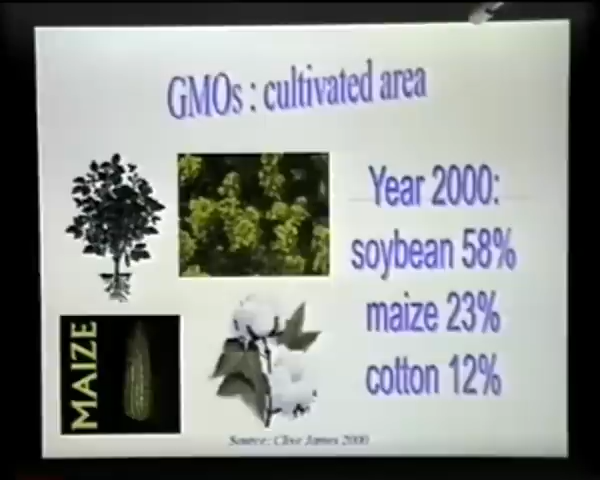 GMOs : cultivated area
Year 2000:
soybean 58%
maize 23%
cotton 12%
MAIZE
Source: Clive James 2000